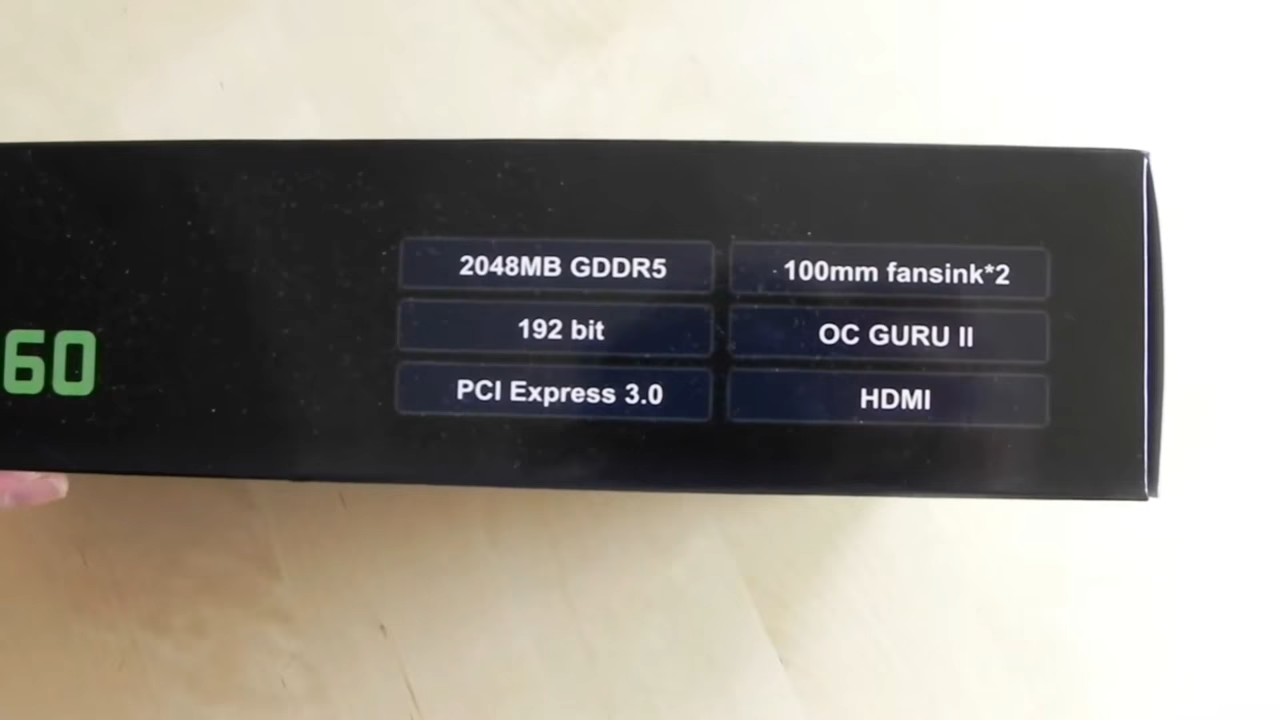 60
2048MB GDDR5
100mm fansink*2
192 bit
OC GURU II
PCI Express 3.0
HDMI